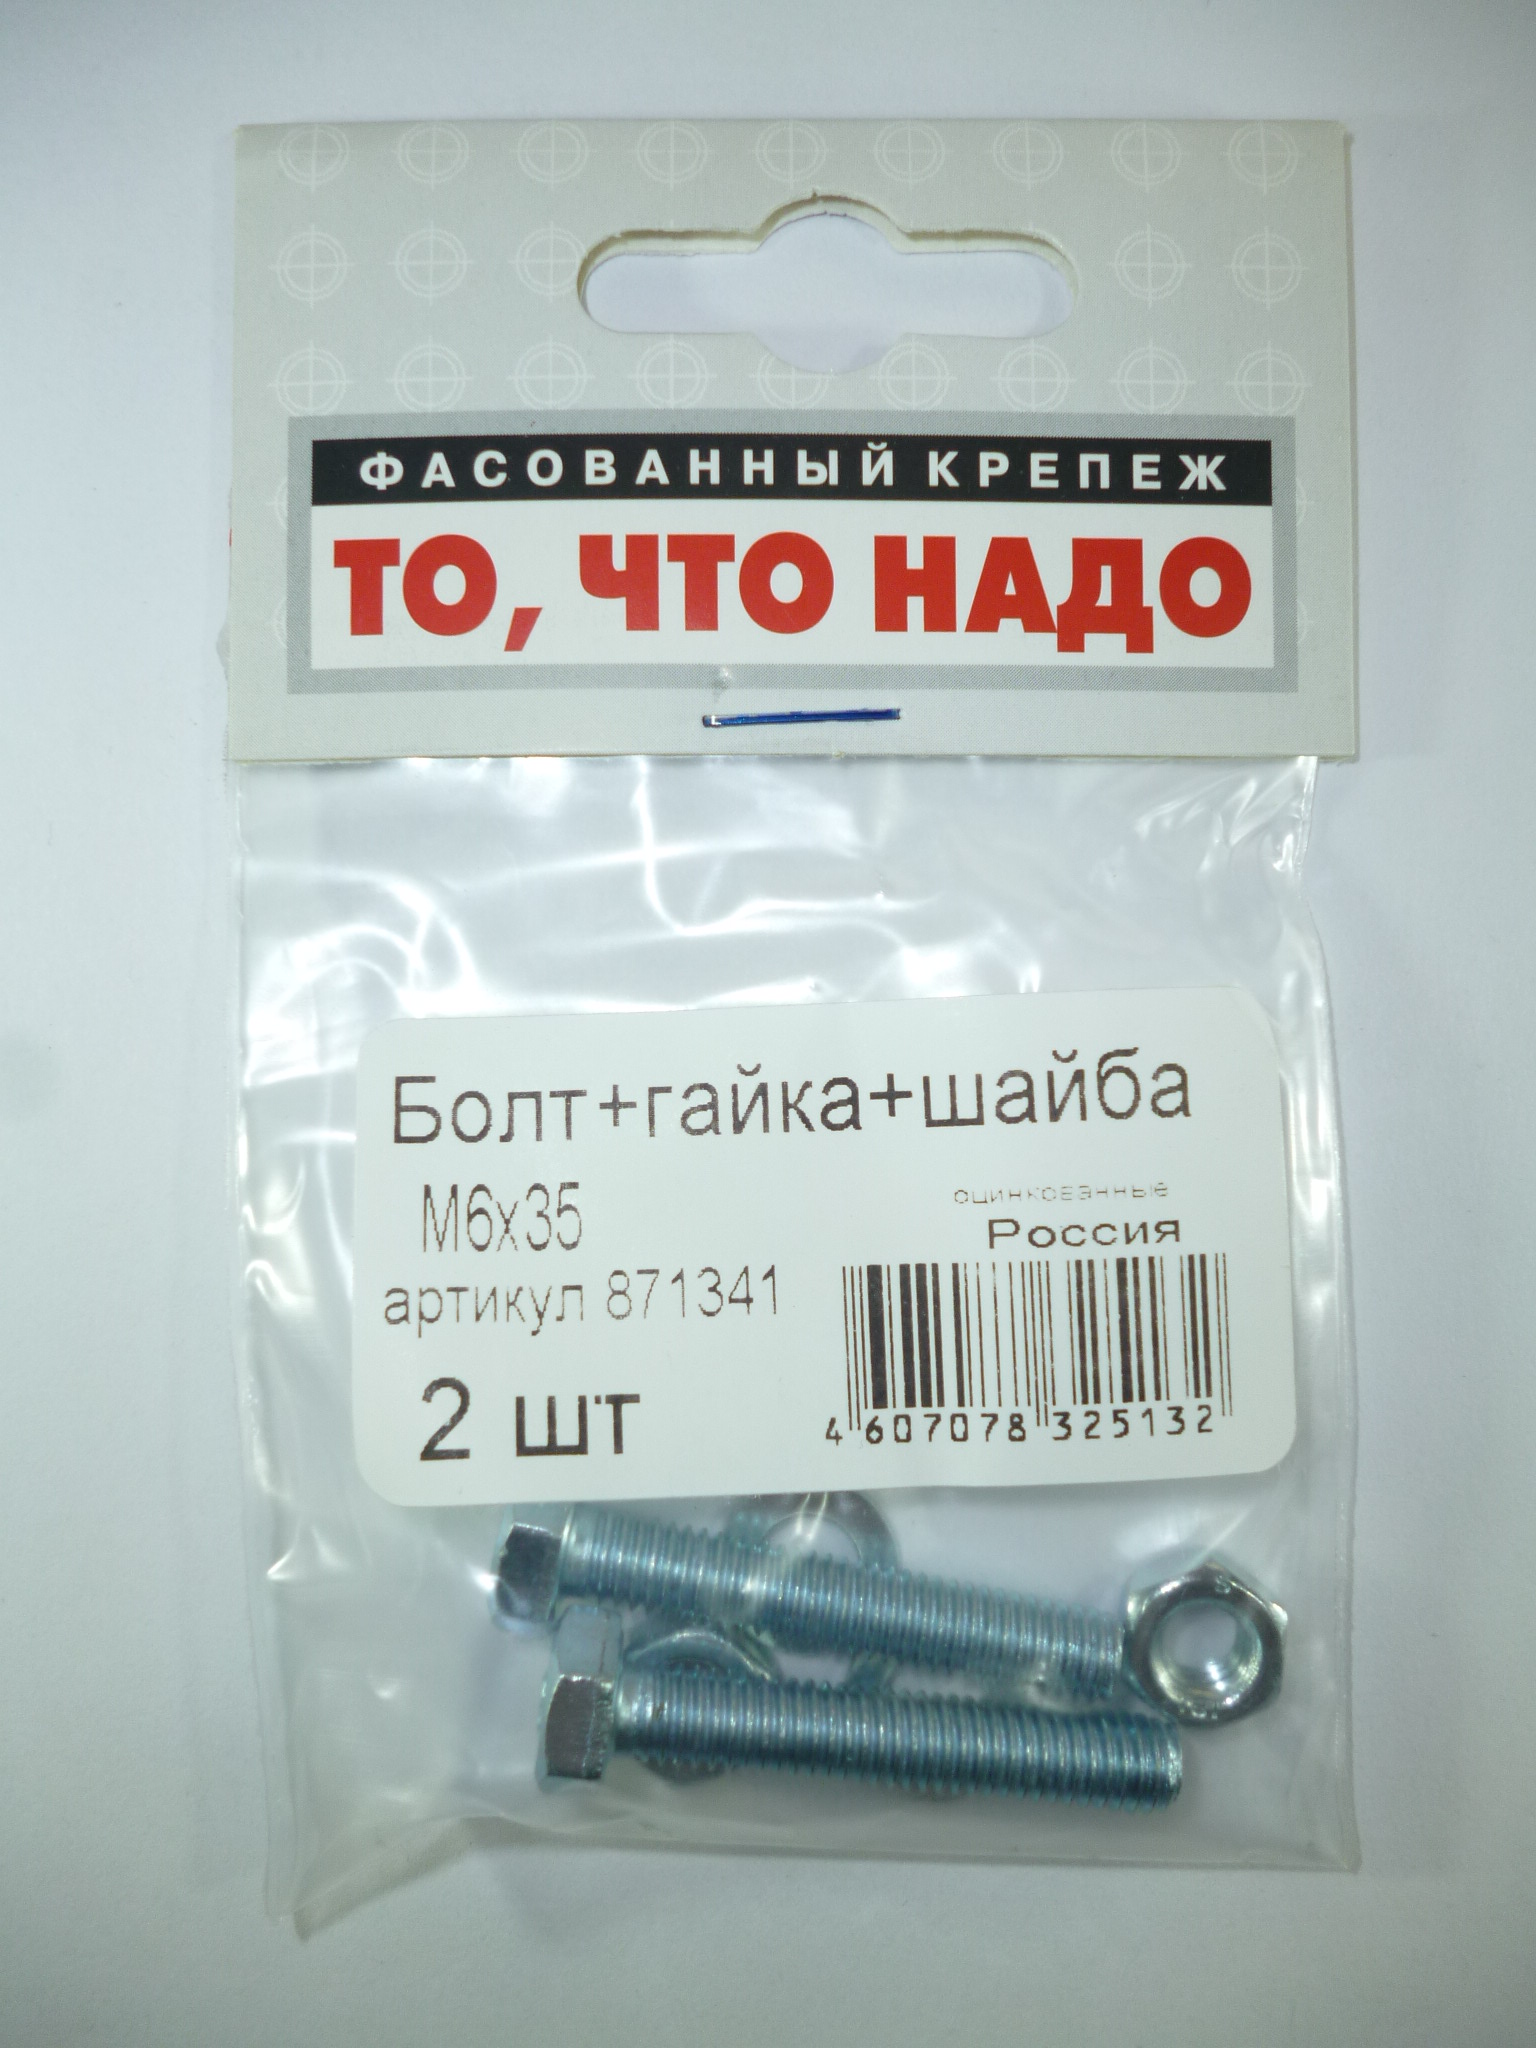 ФАСОВАННЫЙ КРЕПЕЖ
ТО, ЧТО НАДО
Болт+гайка+шайба
М6х35
оцинкованные
Россия
артикул 871341
2 шт
4 607078 325132